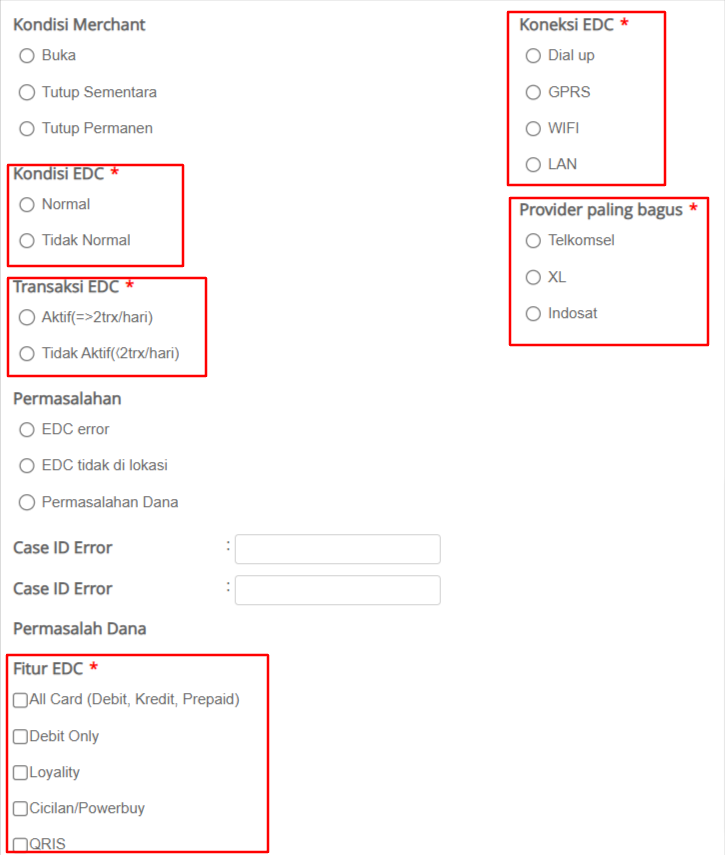 Kondisi Merchant
Buka
Tutup Sementara
Tutup Permanen
Kondisi EDC *
Normal
Tidak Normal
Transaksi EDC *
Aktif(=>2trx/hari)
Tidak Aktif(〈2trx/hari)
Permasalahan
EDC error
EDC tidak di lokasi
Permasalahan Dana
Case ID Error :
Case ID Error :
Permasalah Dana
Fitur EDC *
All Card (Debit, Kredit, Prepaid)
Debit Only
Loyality
Cicilan/Powerbuy
QRIS
Koneksi EDC *
Dial up
GPRS
WIFI
LAN
Provider paling bagus *
Telkomsel
XL
Indosat